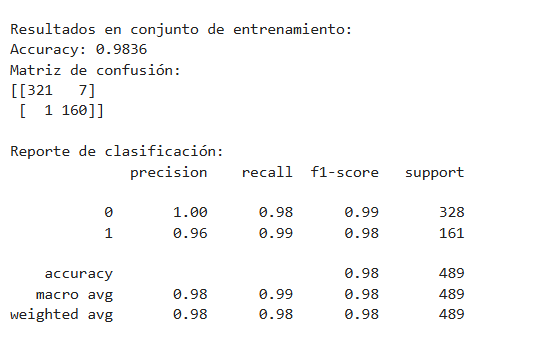 Resultados en conjunto de entrenamiento:
Accuracy: 0.9836
Matriz de confusión:
[[321   7]
 [  1 160]]

Reporte de clasificación:
              precision    recall  f1-score   support

           0       1.00      0.98      0.99       328
           1       0.96      0.99      0.98       161

    accuracy                           0.98       489
   macro avg       0.98      0.99      0.98       489
weighted avg       0.98      0.98      0.98       489